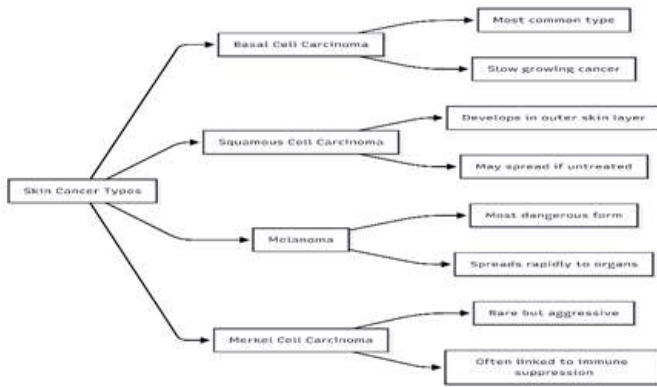 Skin Cancer Types
Basal Cell Carcinoma
Most common type
Slow growing cancer
Squamous Cell Carcinoma
Develops in outer skin layer
May spread if untreated
Melanoma
Most dangerous form
Spreads rapidly to organs
Merkel Cell Carcinoma
Rare but aggressive
Often linked to immune
suppression